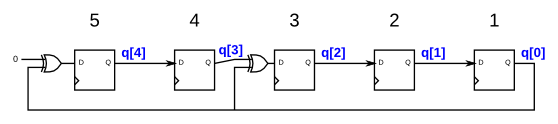 5 4 3 2 1
q[4] q[3] q[2] q[1] q[0]
0 D Q D Q D Q D Q D Q